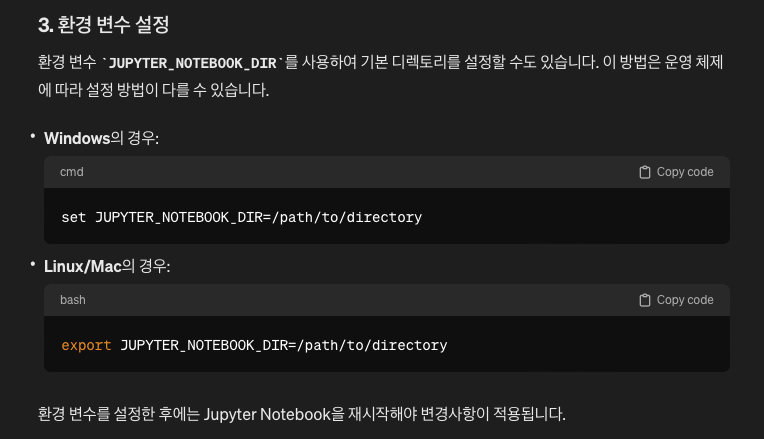 3. 환경 변수 설정
환경 변수 `JUPYTER_NOTEBOOK_DIR`를 사용하여 기본 디렉토리를 설정할 수도 있습니다. 이 방법은 운영 체제
에 따라 설정 방법이 다를 수 있습니다.
• Windows의 경우:
cmd
Copy code
set JUPYTER_NOTEBOOK_DIR=/path/to/directory
• Linux/Mac의 경우:
bash
Copy code
export JUPYTER_NOTEBOOK_DIR=/path/to/directory
환경 변수를 설정한 후에는 Jupyter Notebook을 재시작해야 변경사항이 적용됩니다.